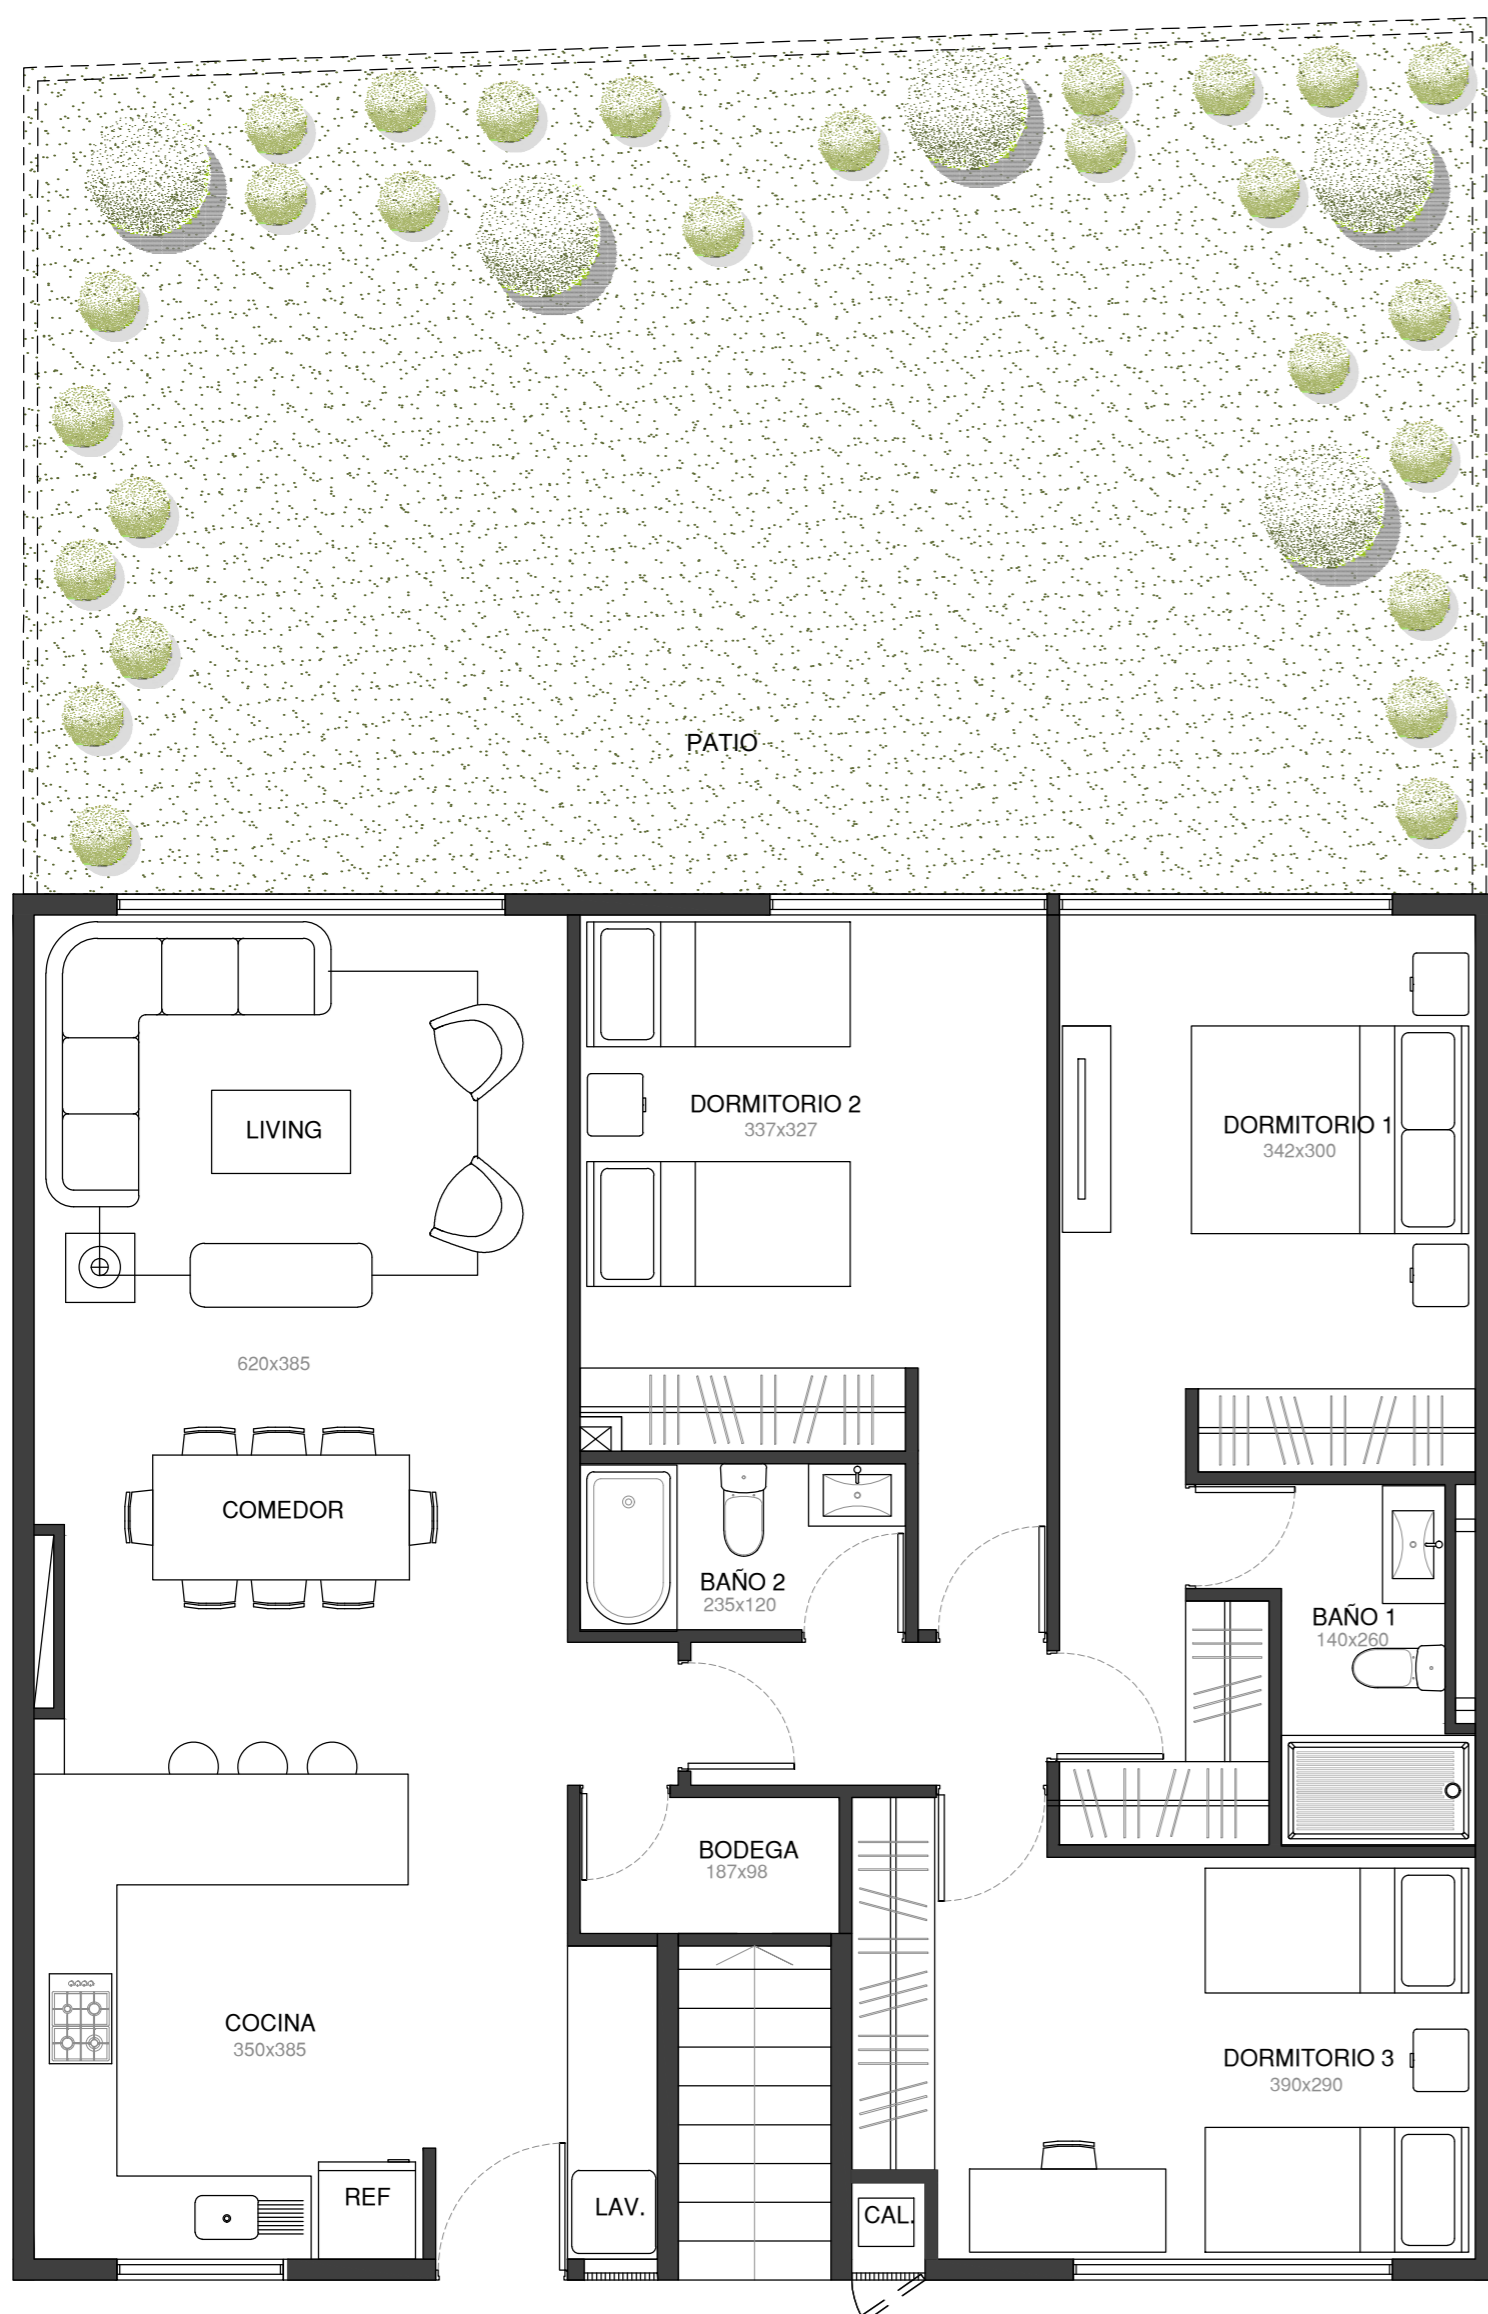 PATIO
DORMITORIO 2
337x327
DORMITORIO 1
342x300
LIVING
620x385
COMEDOR
BAÑO 2
235x120
BAÑO 1
140x260
BODEGA
187x98
COCINA
350x385
DORMITORIO 3
390x290
REF
LAV.
CAL.